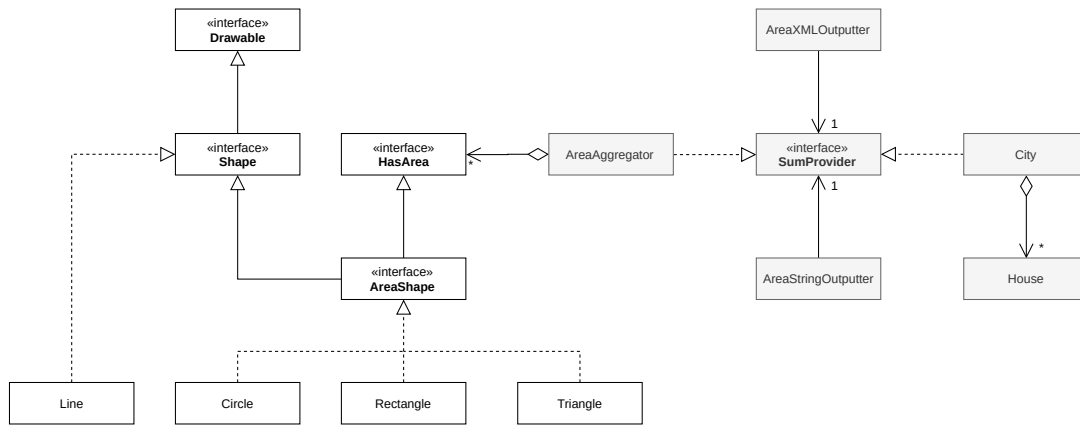 «interface»
Drawable
AreaXMLOutputter
1
«interface»
Shape
«interface»
HasArea
*
AreaAggregator
«interface»
SumProvider
City
1
*
«interface»
AreaShape
AreaStringOutputter
House
Line
Circle
Rectangle
Triangle